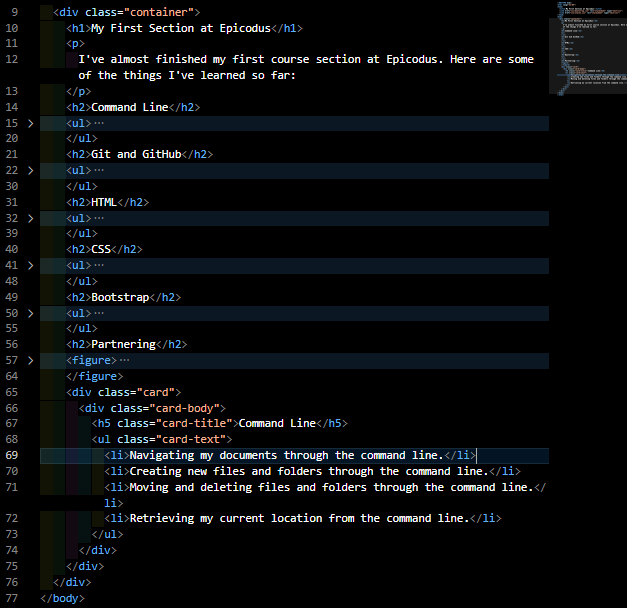 9 <div class="container">
10 <h1>My First Section at Epicodus</h1>
11 <p>
12 I've almost finished my first course section at Epicodus. Here are some
of the things I've learned so far:
13 </p>
14 <h2>Command Line</h2>
15 > <ul>···
20 </ul>
21 <h2>Git and GitHub</h2>
22 > <ul>···
30 </ul>
31 <h2>HTML</h2>
32 > <ul>···
39 </ul>
40 <h2>CSS</h2>
41 > <ul>···
48 </ul>
49 <h2>Bootstrap</h2>
50 > <ul>···
55 </ul>
56 <h2>Partnering</h2>
57 > <figure>···
64 </figure>
65 <div class="card">
66 <div class="card-body">
67 <h5 class="card-title">Command Line</h5>
68 <ul class="card-text">
69 <li>Navigating my documents through the command line.</li>
70 <li>Creating new files and folders through the command line.</li>
71 <li>Moving and deleting files and folders through the command line.</
li>
72 <li>Retrieving my current location from the command line.</li>
73 </ul>
74 </div>
75 </div>
76 </div>
77 </body>